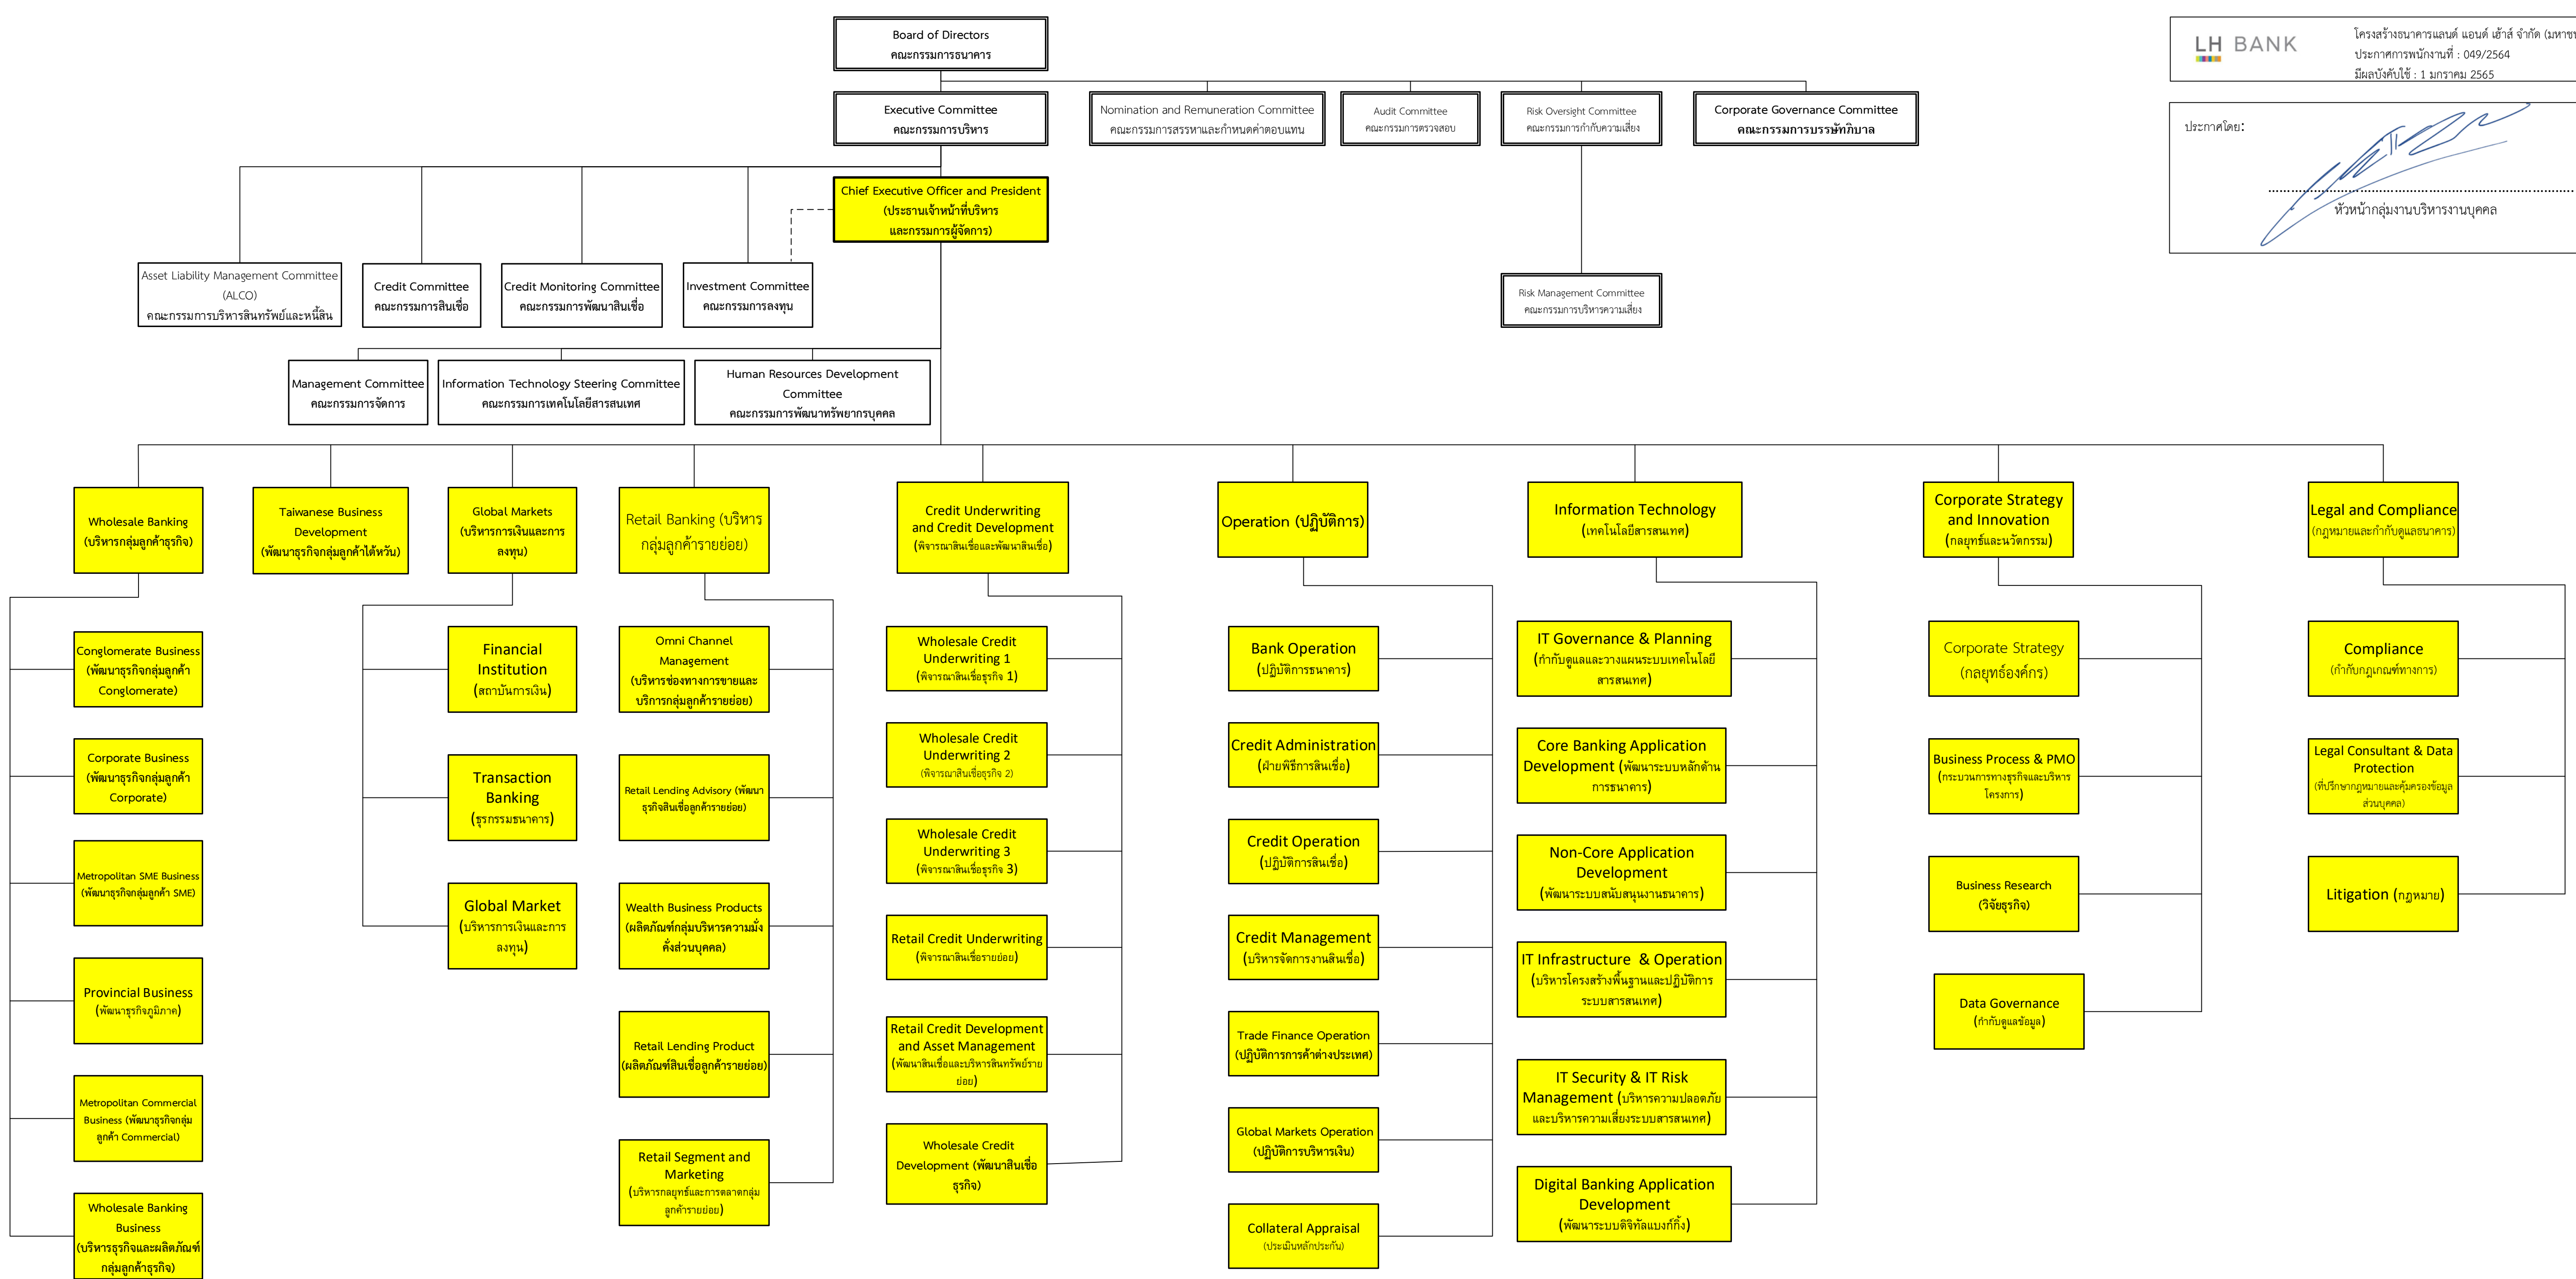 Board of Directors
คณะกรรมการธนาคาร
LH BANK
โครงสร้างธนาคารแลนด์ แอนด์ เฮ้าส์ จำกัด (มหาช
ประกาศการพนักงานที่ : 049/2564
มีผลบังคับใช้ : 1 มกราคม 2565
Executive Committee
คณะกรรมการบริหาร
Nomination and Remuneration Committee
คณะกรรมการสรรหาและกำหนดค่าตอบแทน
Audit Committee
คณะกรรมการตรวจสอบ
Risk Oversight Committee
คณะกรรมการกำกับความเสี่ยง
Corporate Governance Committee
คณะกรรมการบรรษัทภิบาล
ประกาศโดย:
หัวหน้ากลุ่มงานบริหารงานบุคคล
Chief Executive Officer and President
(ประธานเจ้าหน้าที่บริหาร
และกรรมการผู้จัดการ)
Asset Liability Management Committee
(ALCO)
คณะกรรมการบริหารสินทรัพย์และหนี้สิน
Credit Committee
คณะกรรมการสินเชื่อ
Credit Monitoring Committee
คณะกรรมการพัฒนาสินเชื่อ
Investment Committee
คณะกรรมการลงทุน
Risk Management Committee
คณะกรรมการบริหารความเสี่ยง
Management Committee
คณะกรรมการจัดการ
Information Technology Steering Committee
คณะกรรมการเทคโนโลยีสารสนเทศ
Human Resources Development
Committee
คณะกรรมการพัฒนาทรัพยากรบุคคล
Wholesale Banking
(บริหารกลุ่มลูกค้าธุรกิจ)
Taiwanese Business
Development
(พัฒนาธุรกิจกลุ่มลูกค้าไต้หวัน)
Global Markets
(บริหารการเงินและการ
ลงทุน)
Retail Banking (บริหาร
กลุ่มลูกค้ารายย่อย)
Credit Underwriting
and Credit Development
(พิจารณาสินเชื่อและพัฒนาสินเชื่อ)
Operation (ปฏิบัติการ)
Information Technology
(เทคโนโลยีสารสนเทศ)
Corporate Strategy
and Innovation
(กลยุทธ์และนวัตกรรม)
Legal and Compliance
(กฎหมายและกำกับดูแลธนาคาร)
Conglomerate Business
(พัฒนาธุรกิจกลุ่มลูกค้า
Conglomerate)
Corporate Business
(พัฒนาธุรกิจกลุ่มลูกค้า
Corporate)
Metropolitan SME Business
(พัฒนาธุรกิจกลุ่มลูกค้า SME)
Provincial Business
(พัฒนาธุรกิจภูมิภาค)
Metropolitan Commercial
Business (พัฒนาธุรกิจกลุ่ม
ลูกค้า Commercial)
Wholesale Banking
Business
(บริหารธุรกิจและผลิตภัณฑ์
กลุ่มลูกค้าธุรกิจ)
Financial
Institution
(สถาบันการเงิน)
Transaction
Banking
(ธุรกรรมธนาคาร)
Global Market
(บริหารการเงินและการ
ลงทุน)
Omni Channel
Management
(บริหารช่องทางการขายและ
บริการกลุ่มลูกค้ารายย่อย)
Retail Lending Advisory (พัฒนา
ธุรกิจสินเชื่อลูกค้ารายย่อย)
Wealth Business Products
(ผลิตภัณฑ์กลุ่มบริหารความมั่ง
คั่งส่วนบุคคล)
Retail Lending Product
(ผลิตภัณฑ์สินเชื่อลูกค้ารายย่อย)
Retail Segment and
Marketing
(บริหารกลยุทธ์และการตลาดกลุ่ม
ลูกค้ารายย่อย)
Wholesale Credit
Underwriting 1
(พิจารณาสินเชื่อธุรกิจ 1)
Wholesale Credit
Underwriting 2
(พิจารณาสินเชื่อธุรกิจ 2)
Wholesale Credit
Underwriting 3
(พิจารณาสินเชื่อธุรกิจ 3)
Retail Credit Underwriting
(พิจารณาสินเชื่อรายย่อย)
Retail Credit Development
and Asset Management
(พัฒนาสินเชื่อและบริหารสินทรัพย์ราย
ย่อย)
Wholesale Credit
Development (พัฒนาสินเชื่อ
ธุรกิจ)
Bank Operation
(ปฏิบัติการธนาคาร)
Credit Administration
(ฝ่ายพิธีการสินเชื่อ)
Credit Operation
(ปฏิบัติการสินเชื่อ)
Credit Management
(บริหารจัดการงานสินเชื่อ)
Trade Finance Operation
(ปฏิบัติการการค้าต่างประเทศ)
Global Markets Operation
(ปฏิบัติการบริหารเงิน)
Collateral Appraisal
(ประเมินหลักประกัน)
IT Governance & Planning
(กำกับดูแลและวางแผนระบบเทคโนโลยี
สารสนเทศ)
Core Banking Application
Development (พัฒนาระบบหลักด้าน
การธนาคาร)
Non-Core Application
Development
(พัฒนาระบบสนับสนุนงานธนาคาร)
IT Infrastructure & Operation
(บริหารโครงสร้างพื้นฐานและปฏิบัติการ
ระบบสารสนเทศ)
IT Security & IT Risk
Management (บริหารความปลอดภัย
และบริหารความเสี่ยงระบบสารสนเทศ)
Digital Banking Application
Development
(พัฒนาระบบดิจิทัลแบงก์กิ้ง)
Corporate Strategy
(กลยุทธ์องค์กร)
Business Process & PMO
(กระบวนการทางธุรกิจและบริหาร
โครงการ)
Business Research
(วิจัยธุรกิจ)
Data Governance
(กำกับดูแลข้อมูล)
Compliance
(กำกับกฎเกณฑ์ทางการ)
Legal Consultant & Data
Protection
(ที่ปรึกษากฎหมายและคุ้มครองข้อมูล
ส่วนบุคคล)
Litigation (กฎหมาย)